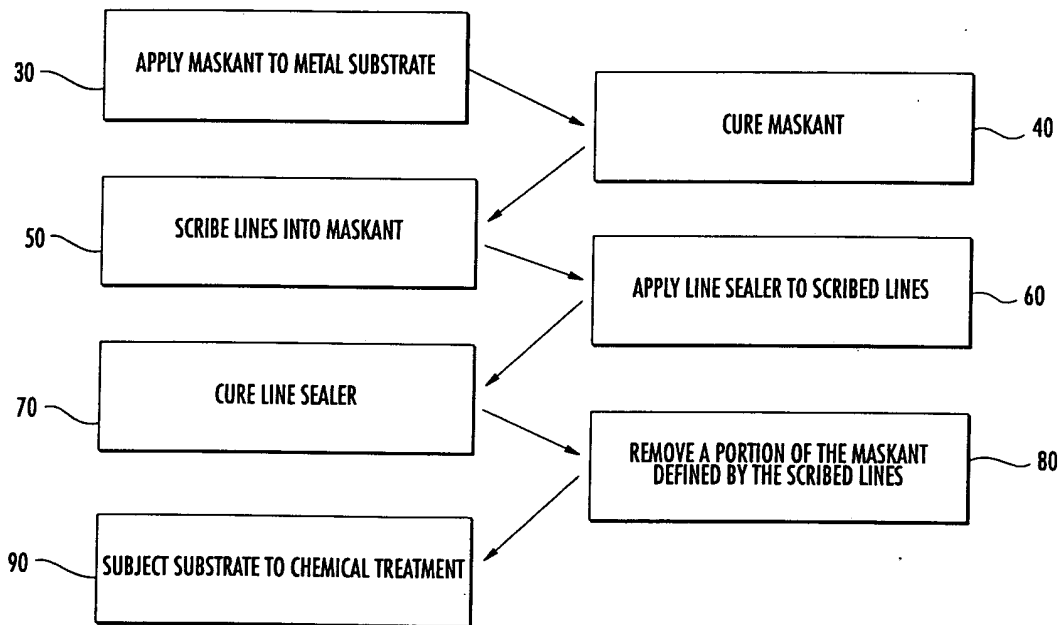 30
APPLY MASKANT TO METAL SUBSTRATE
CURE MASKANT
40
50
SCRIBE LINES INTO MASKANT
APPLY LINE SEALER TO SCRIBED LINES
60
70
CURE LINE SEALER
REMOVE A PORTION OF THE MASKANT
DEFINED BY THE SCRIBED LINES
80
90
SUBJECT SUBSTRATE TO CHEMICAL TREATMENT